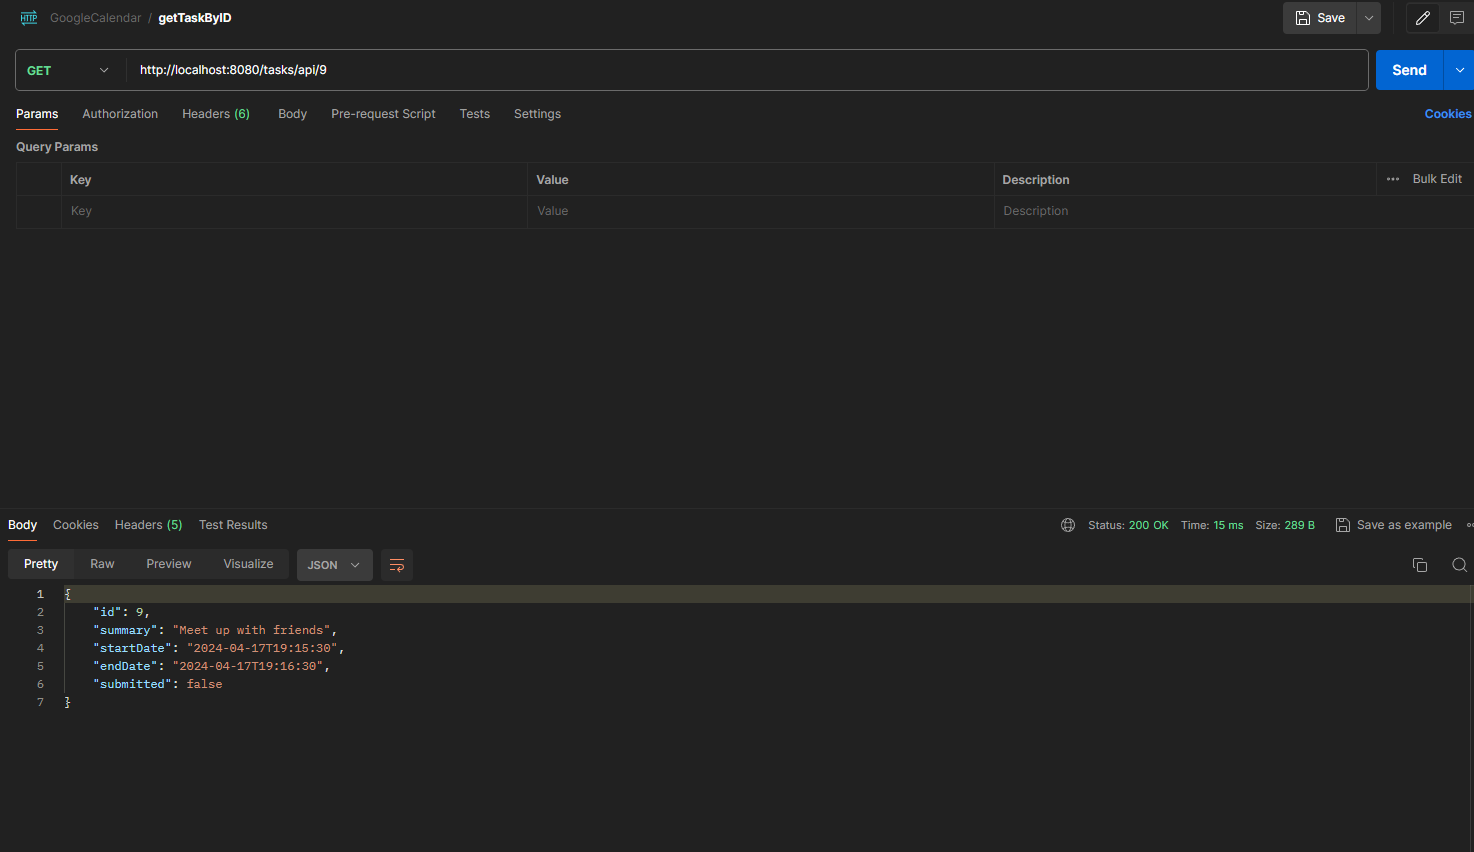 HTTP GoogleCalendar / getTaskByID Save
GET http://localhost:8080/tasks/api/9 Send
Params Authorization Headers (6) Body Pre-request Script Tests Settings Cookies
Query Params
Key Value Description ••• Bulk Edit
Key Value Description
Body Cookies Headers (5) Test Results Status: 200 OK Time: 15 ms Size: 289 B Save as example
Pretty Raw Preview Visualize JSON
1 {
2 "id": 9,
3 "summary": "Meet up with friends",
4 "startDate": "2024-04-17T19:15:30",
5 "endDate": "2024-04-17T19:16:30",
6 "submitted": false
7 }